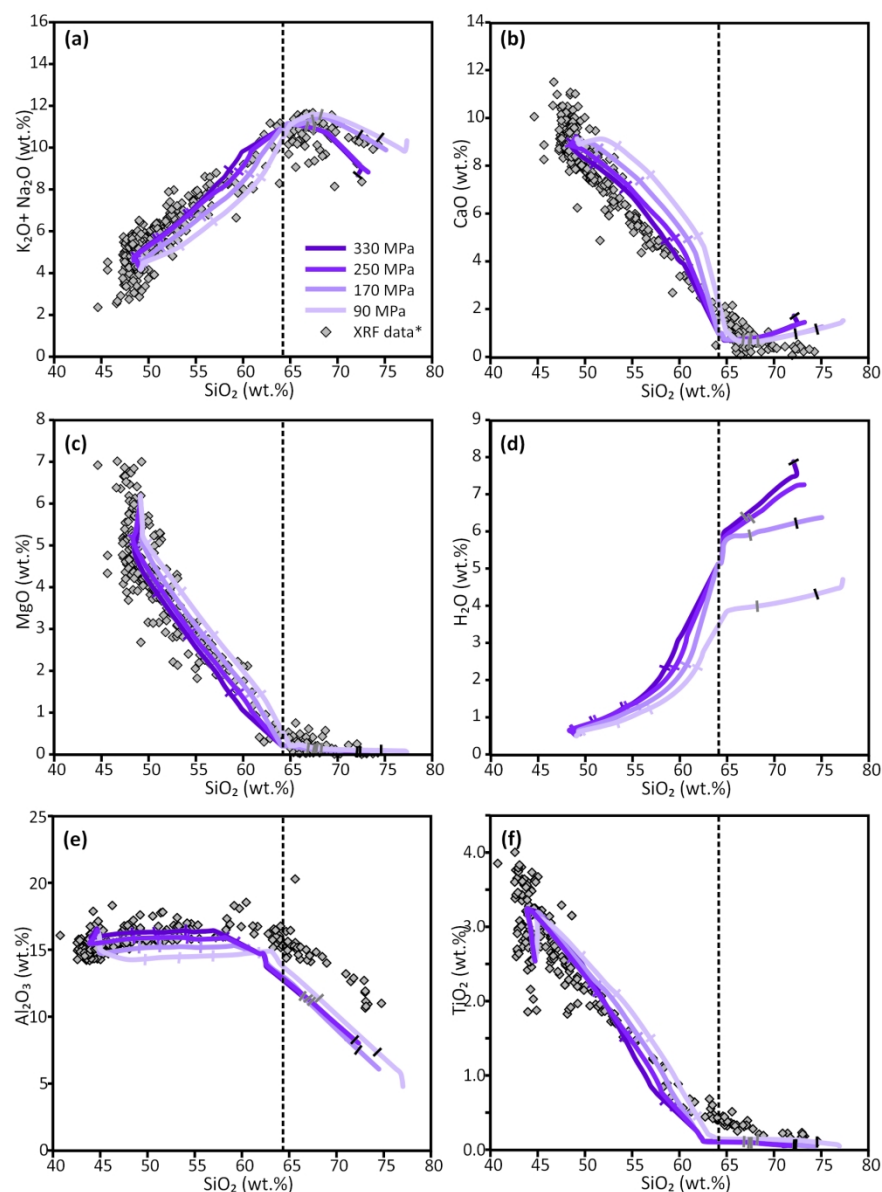 (a)
K₂O+ Na₂O (wt.%)
16
14
12
10
8
6
4
2
0
330 MPa
250 MPa
170 MPa
90 MPa
XRF data*
40 45 50 55 60 65 70 75 80
SiO₂ (wt.%)
(b)
CaO (wt.%)
14
12
10
8
6
4
2
0
40 45 50 55 60 65 70 75 80
SiO₂ (wt.%)
(c)
MgO (wt.%)
8
7
6
5
4
3
2
1
0
40 45 50 55 60 65 70 75 80
SiO₂ (wt.%)
(d)
H₂O (wt.%)
9
8
7
6
5
4
3
2
1
0
40 45 50 55 60 65 70 75 80
SiO₂ (wt.%)
(e)
Al₂O₃ (wt.%)
25
20
15
10
5
0
40 45 50 55 60 65 70 75 80
SiO₂ (wt.%)
(f)
TiO₂ (wt.%)
4.0
3.0
2.0
1.0
0.0
40 45 50 55 60 65 70 75 80
SiO₂ (wt.%)